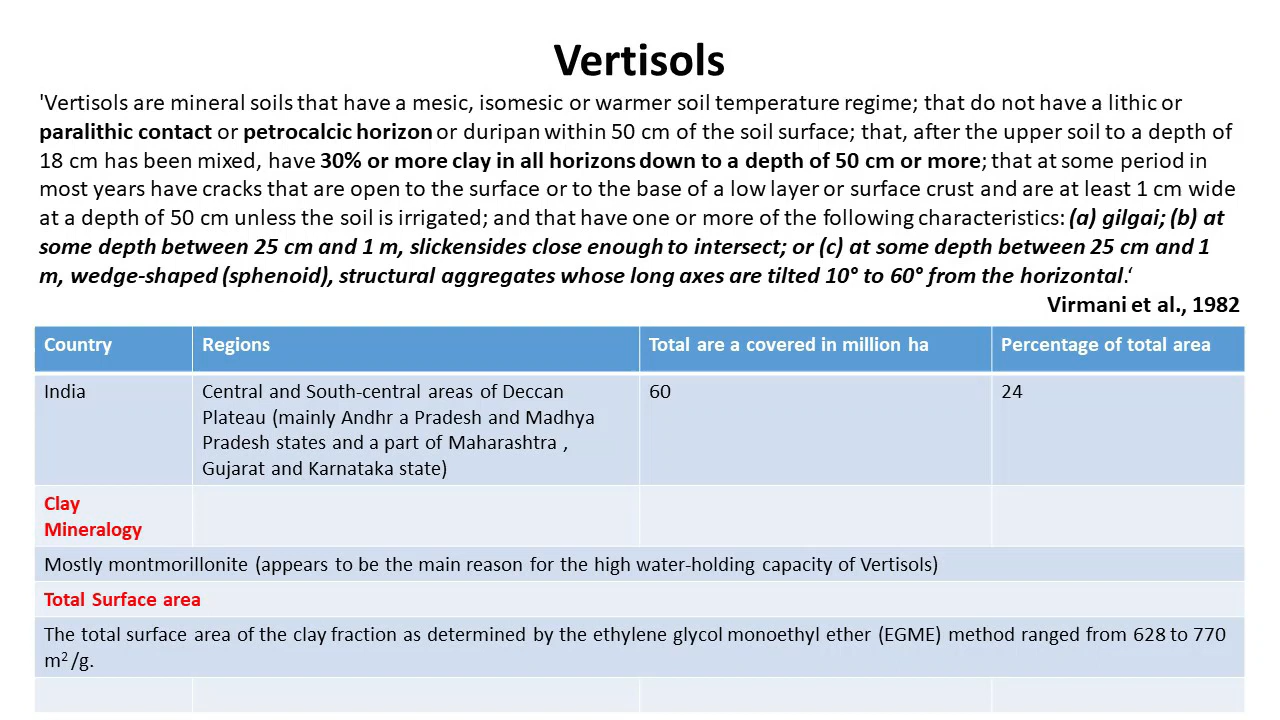 Vertisols
'Vertisols are mineral soils that have a mesic, isomesic or warmer soil temperature regime; that do not have a lithic or
paralithic contact or petrocalcic horizon or duripan within 50 cm of the soil surface; that, after the upper soil to a depth of
18 cm has been mixed, have 30% or more clay in all horizons down to a depth of 50 cm or more; that at some period in
most years have cracks that are open to the surface or to the base of a low layer or surface crust and are at least 1 cm wide
at a depth of 50 cm unless the soil is irrigated; and that have one or more of the following characteristics: (a) gilgai; (b) at
some depth between 25 cm and 1 m, slickensides close enough to intersect; or (c) at some depth between 25 cm and 1
m, wedge-shaped (sphenoid), structural aggregates whose long axes are tilted 10° to 60° from the horizontal.‘
Virmani et al., 1982
Country Regions Total are a covered in million ha Percentage of total area
India Central and South-central areas of Deccan 60 24
Plateau (mainly Andhr a Pradesh and Madhya
Pradesh states and a part of Maharashtra ,
Gujarat and Karnataka state)
Clay
Mineralogy
Mostly montmorillonite (appears to be the main reason for the high water-holding capacity of Vertisols)
Total Surface area
The total surface area of the clay fraction as determined by the ethylene glycol monoethyl ether (EGME) method ranged from 628 to 770
m² /g.